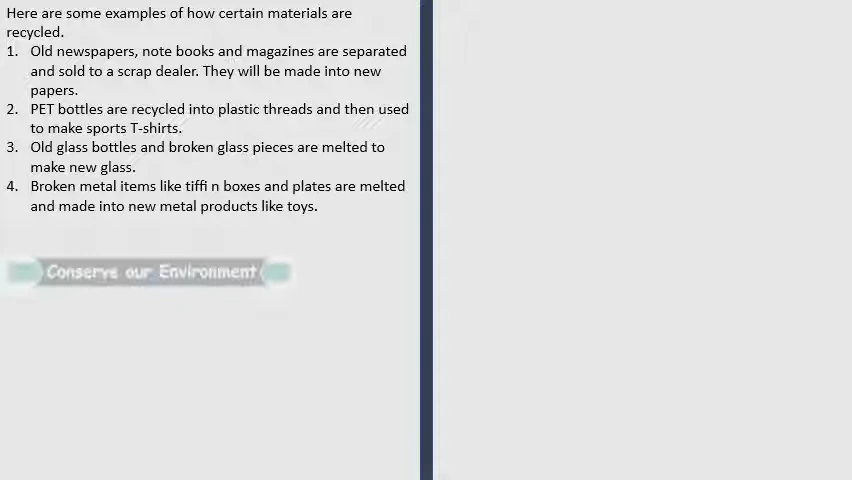 Here are some examples of how certain materials are
recycled.
1. Old newspapers, note books and magazines are separated
and sold to a scrap dealer. They will be made into new
papers.
2. PET bottles are recycled into plastic threads and then used
to make sports T-shirts.
3. Old glass bottles and broken glass pieces are melted to
make new glass.
4. Broken metal items like tiffi n boxes and plates are melted
and made into new metal products like toys.
Conserve our Environment